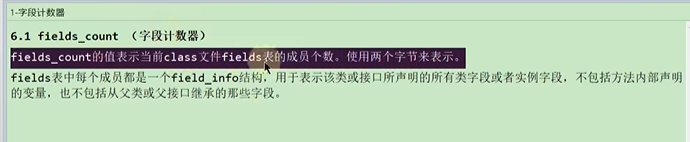 1-字段计数器
6.1 fields_count （字段计数器）
fields_count的值表示当前class文件fields表的成员个数。使用两个字节来表示。
fields表中每个成员都是一个field_info结构，用于表示该类或接口所声明的所有类字段或者实例字段，不包括方法内部声明
的变量，也不包括从父类或父接口继承的那些字段。